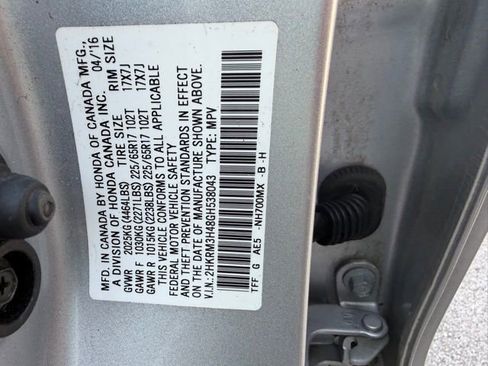 MFD. IN CANADA BY HONDA OF CANADA MFG., 04/16
A DIVISION OF HONDA CANADA INC.
TIRE SIZE RIM SIZE
GVWR 2025KG (4464LBS)
GAWR F 1030KG (2271LBS) 225/65R17 102T 17X7J
GAWR R 1015KG (2238LBS) 225/65R17 102T 17X7J
THIS VEHICLE CONFORMS TO ALL APPLICABLE
FEDERAL MOTOR VEHICLE SAFETY
AND THEFT PREVENTION STANDARDS IN EFFECT
ON THE DATE OF MANUFACTURE SHOWN ABOVE.
V.I.N.: 2HKRM3H48GH538043 TYPE: MPV
TFF G AE5 -NH700MX -B -H